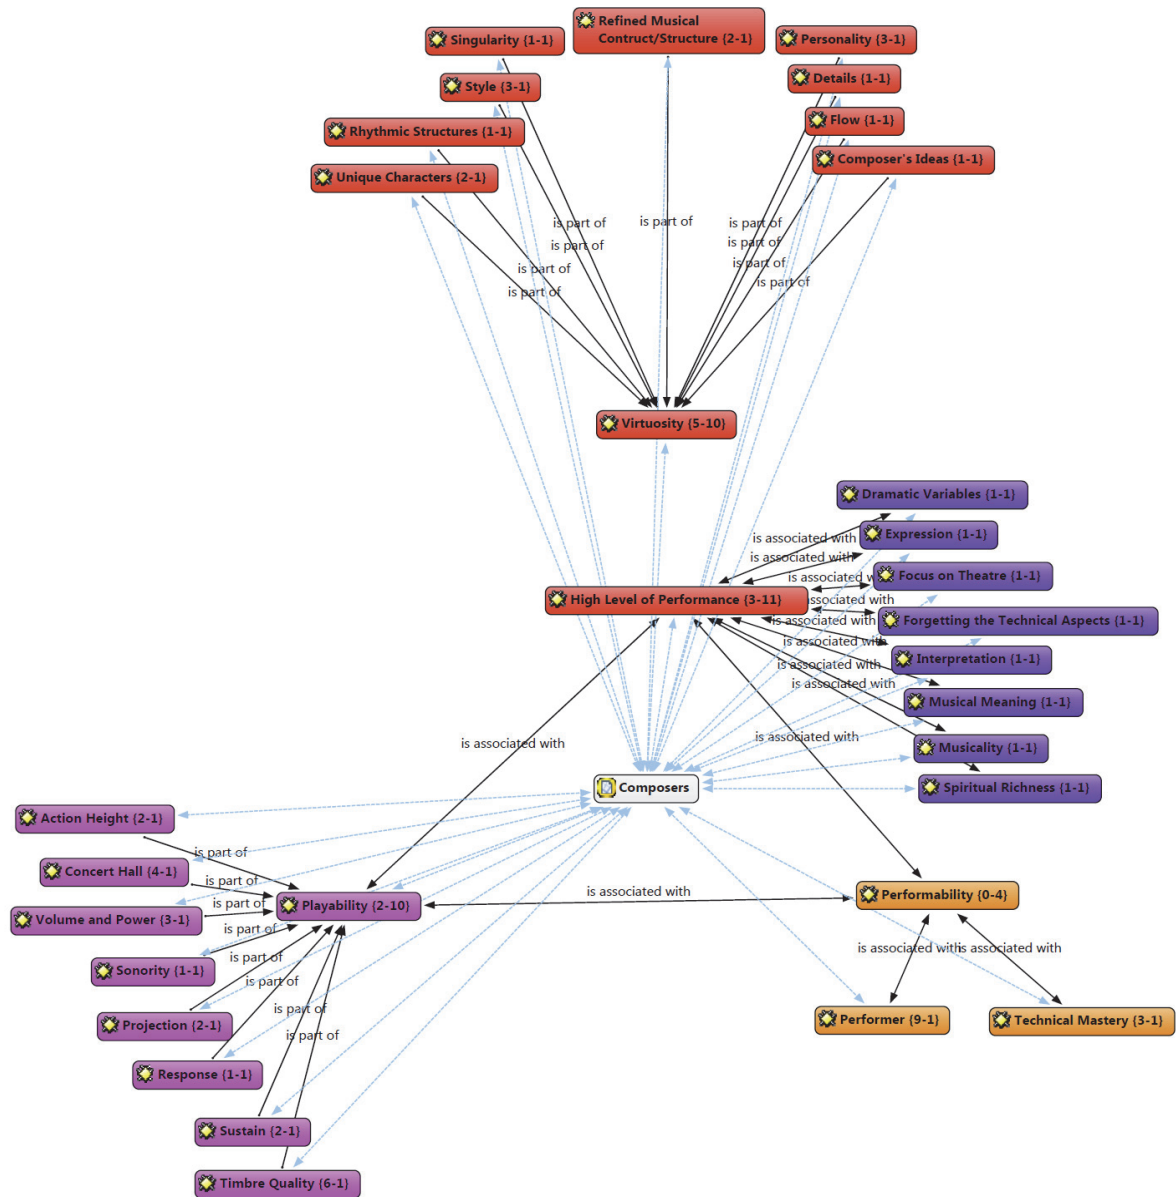 Singularity {1-1}
Refined Musical
Contruct/Structure {2-1}
Personality {3-1}
Style {3-1}
Details {1-1}
Rhythmic Structures {1-1}
Flow {1-1}
Unique Characters {2-1}
Composer's Ideas {1-1}
is part of
is part of
is part of
is part of
is part of
is part of
is part of
is part of
is part of
Virtuosity {5-10}
Dramatic Variables {1-1}
is associated with
Expression {1-1}
is associated with
is associated w
Focus on Theatre {1-1}
High Level of Performance {3-11}
associated with
is associated with
Forgetting the Technical Aspects {1-1}
is associated with
Interpretation {1-1}
is associated with
is associated with
Musical Meaning {1-1}
is associated with
is associated with
Musicality {1-1}
Composers
Spiritual Richness {1-1}
Action Height {2-1}
is part of
Concert Hall {4-1}
is part of
is associated with
Performability {0-4}
Volume and Power {3-1}
is part of
Playability {2-10}
is part of
is associated with
is associated with
Sonority {1-1}
is part of
is part of
Projection {2-1}
is part of
Performer {9-1}
Technical Mastery {3-1}
is part of
Response {1-1}
Sustain {2-1}
Timbre Quality {6-1}